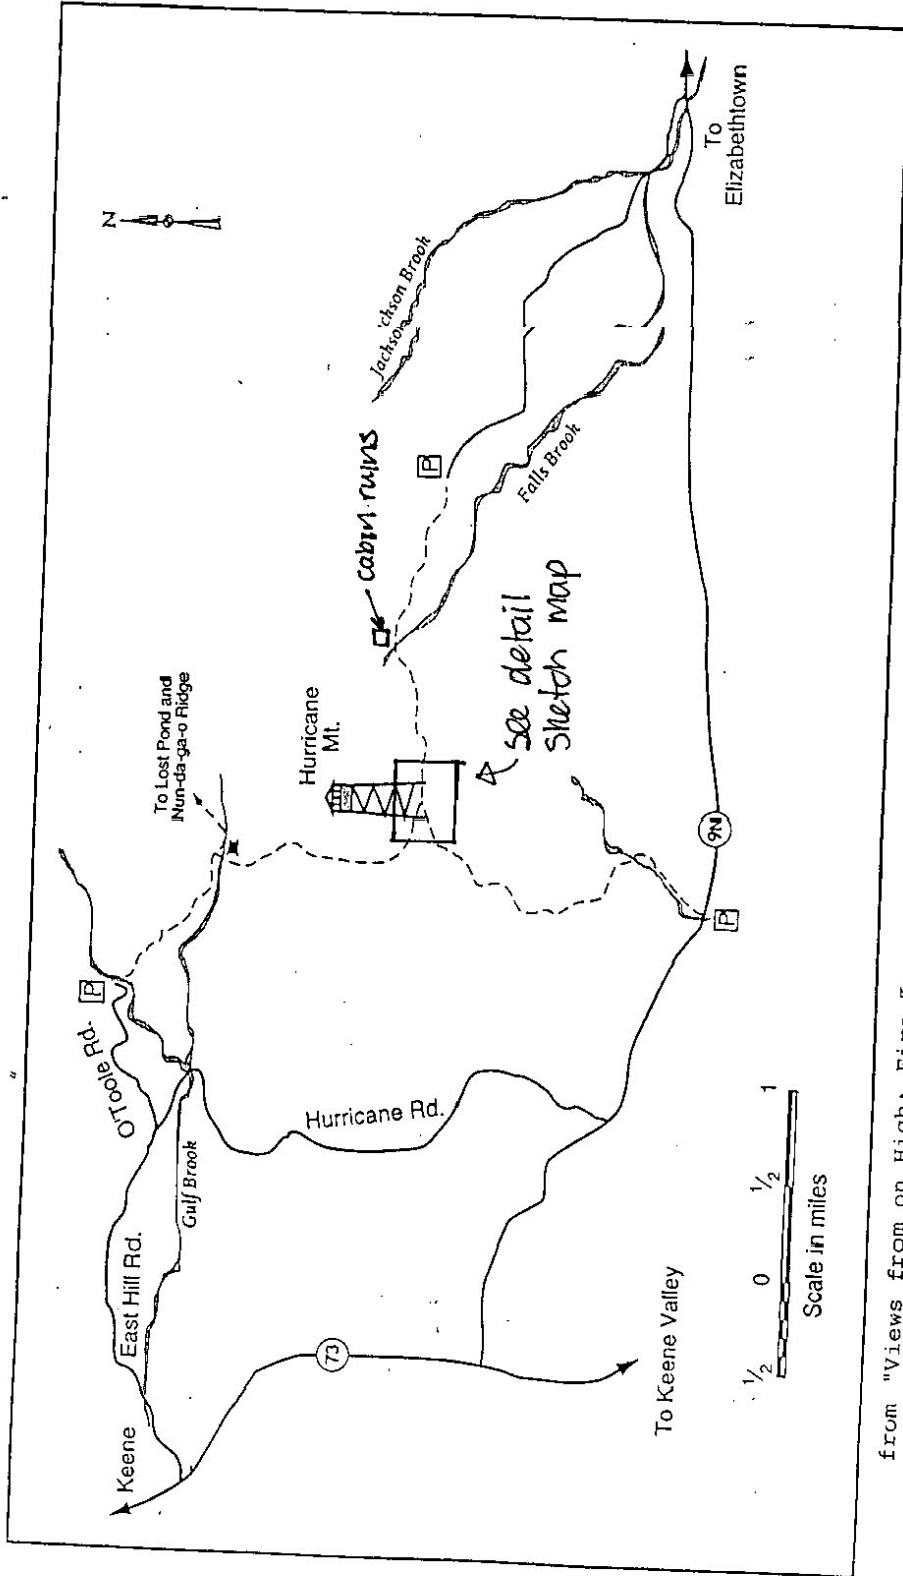 N
Keene
East Hill Rd.
O'Toole Rd.
P
Gulf Brook
To Lost Pond and
Nun-da-ga-o Ridge
Hurricane
Mt.
cabin ruins
Jackson
'chson Brook
P
Falls Brook
see detail
sketch map
Hurricane Rd.
73
To Keene Valley
P
9N
To
Elizabethtown
1/2 0 1/2 1
Scale in miles
from "Views from on High: Fire T